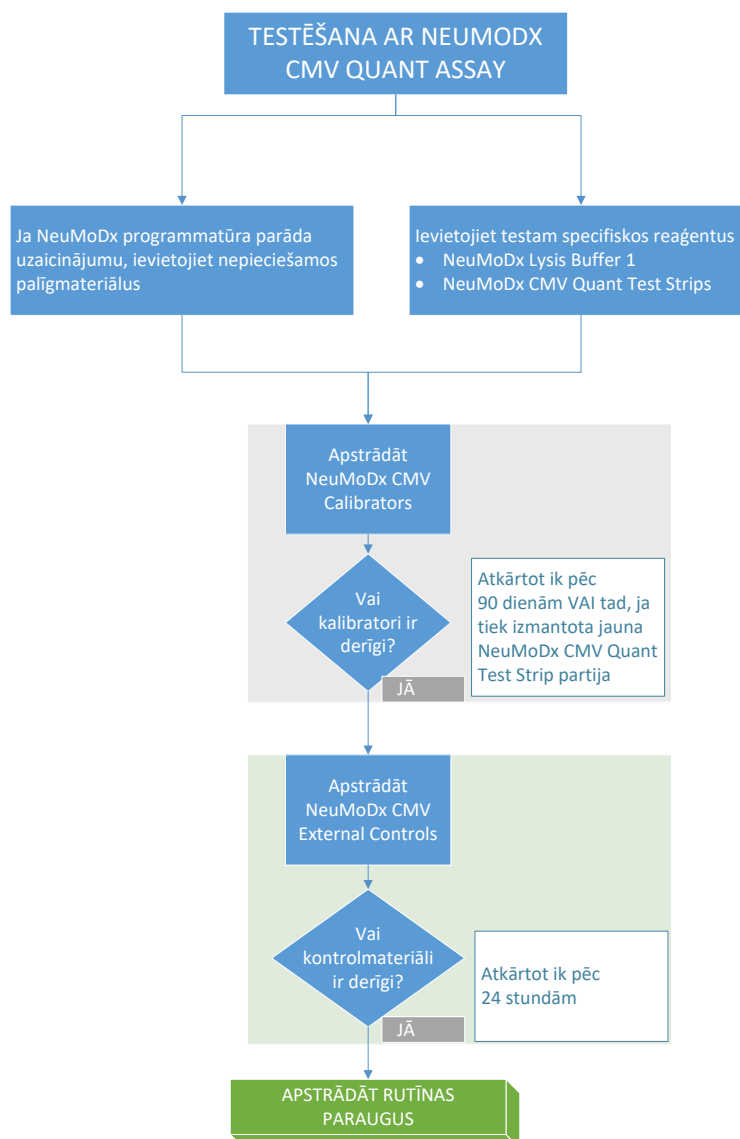 TESTĒŠANA AR NEUMODX
CMV QUANT ASSAY
Ja NeuMoDx programmatūra parāda
uzaicinājumu, ievietojiet nepieciešamos
palīgmateriālus
Ievietojiet testam specifiskos reaģentus
• NeuMoDx Lysis Buffer 1
• NeuMoDx CMV Quant Test Strips
Apstrādāt
NeuMoDx CMV
Calibrators
Vai
kalibratori ir
derīgi?
Atkārtot ik pēc
90 dienām VAI tad, ja
tiek izmantota jauna
NeuMoDx CMV Quant
Test Strip partija
JĀ
Apstrādāt
NeuMoDx CMV
External Controls
Vai
kontrolmateriāli
ir derīgi?
Atkārtot ik pēc
24 stundām
JĀ
APSTRĀDĀT RUTĪNAS
PARAUGUS